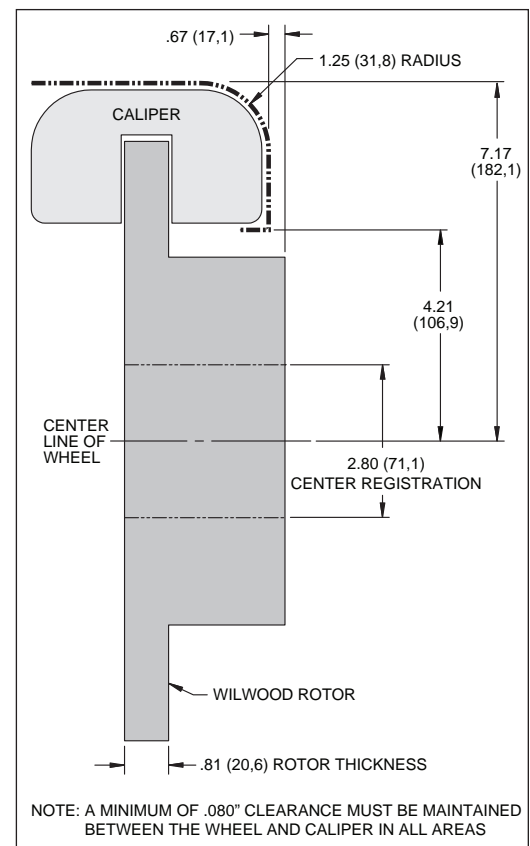 .67 (17,1)
1.25 (31,8) RADIUS
CALIPER
7.17
(182,1)
4.21
(106,9)
CENTER
LINE OF
WHEEL
2.80 (71,1)
CENTER REGISTRATION
WILWOOD ROTOR
.81 (20,6) ROTOR THICKNESS
NOTE: A MINIMUM OF .080" CLEARANCE MUST BE MAINTAINED
BETWEEN THE WHEEL AND CALIPER IN ALL AREAS